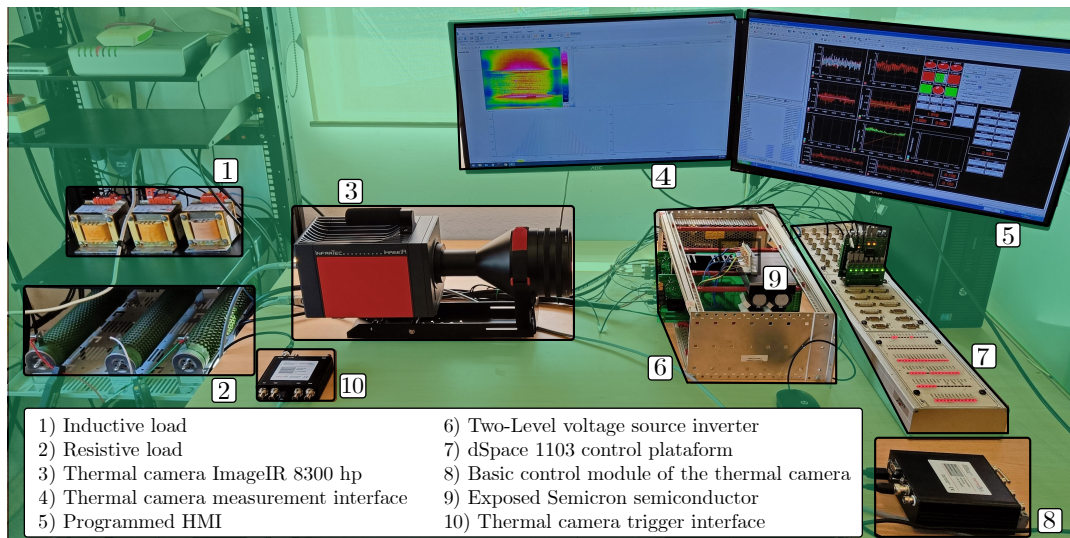 1
2
3
4
5
6
7
8
9
10
INFRATEC
IMAGEIR
1) Inductive load
2) Resistive load
3) Thermal camera ImageIR 8300 hp
4) Thermal camera measurement interface
5) Programmed HMI
6) Two-Level voltage source inverter
7) dSpace 1103 control plataform
8) Basic control module of the thermal camera
9) Exposed Semicron semiconductor
10) Thermal camera trigger interface